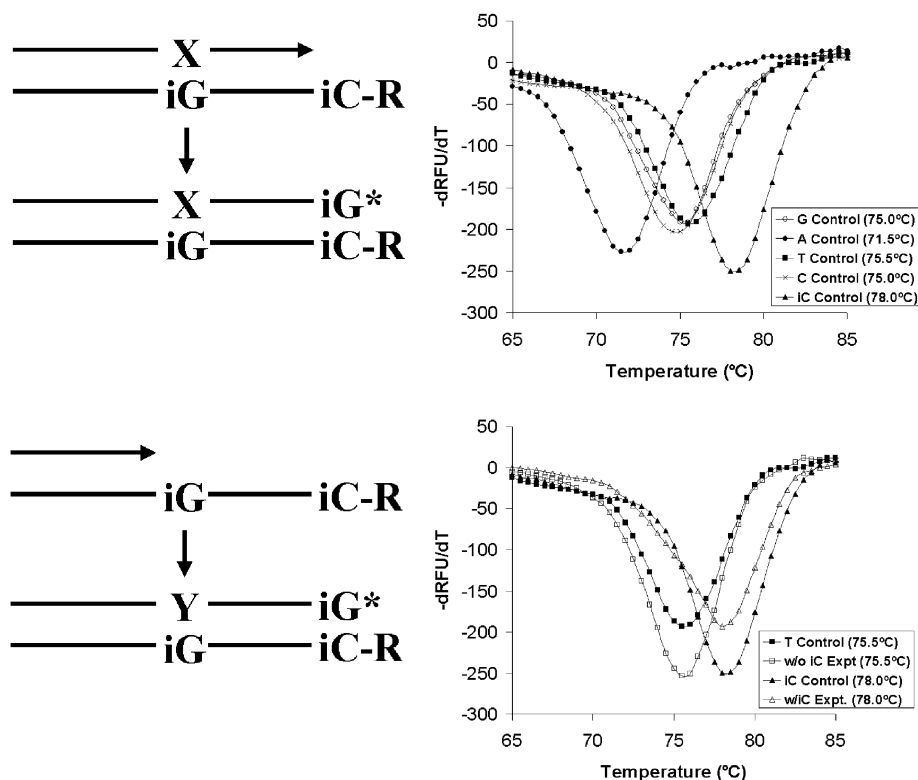 X
iG iC-R
X iG*
iG iC-R
50
0
-50
-100
-150
-200
-250
-300
-dRFU/dT
G Control (75.0ºC)
A Control (71.5ºC)
T Control (75.5ºC)
C Control (75.0ºC)
iC Control (78.0ºC)
65 70 75 80 85
Temperature (ºC)
iG iC-R
Y iG*
iG iC-R
50
0
-50
-100
-150
-200
-250
-300
-dRFU/dT
T Control (75.5ºC)
w/o iC Expt (75.5ºC)
iC Control (78.0ºC)
w/iC Expt. (78.0ºC)
65 70 75 80 85
Temperature (ºC)